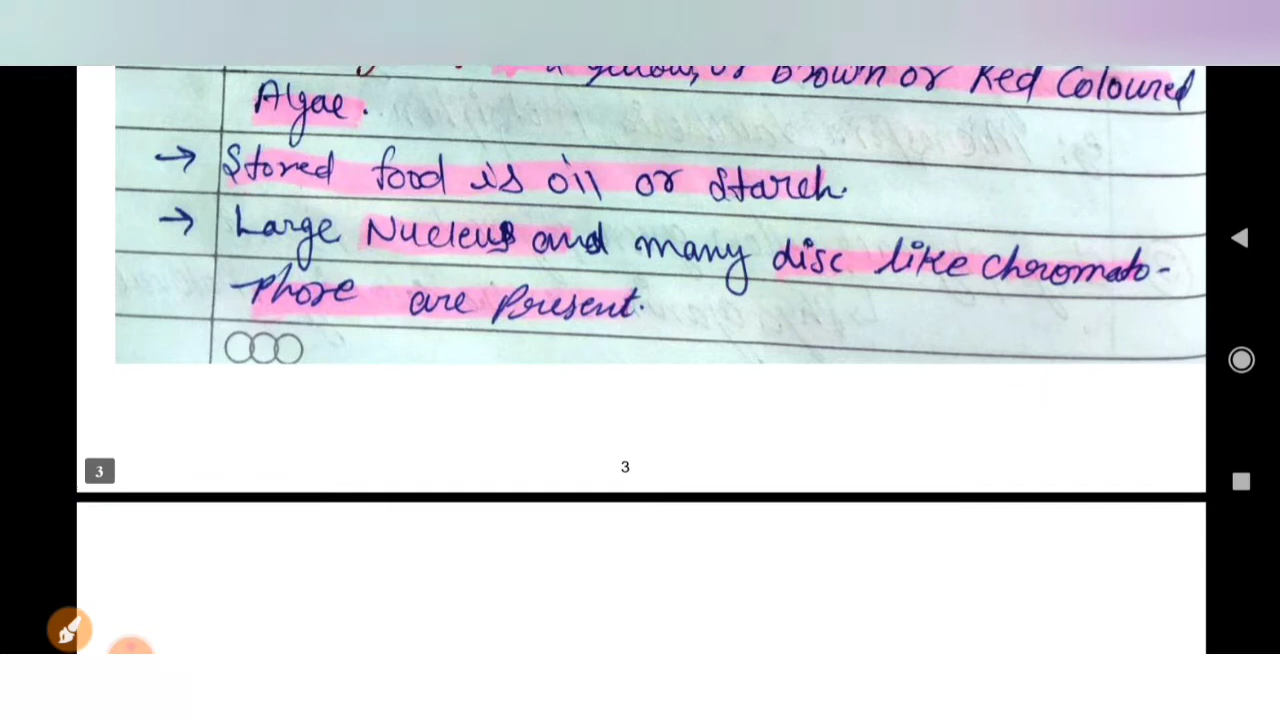 yellow, or brown or Red Coloured
Algae.
→ Stored food is oil or starch.
→ Large Nucleus and many disc like chromato-
phore are present.
3
3